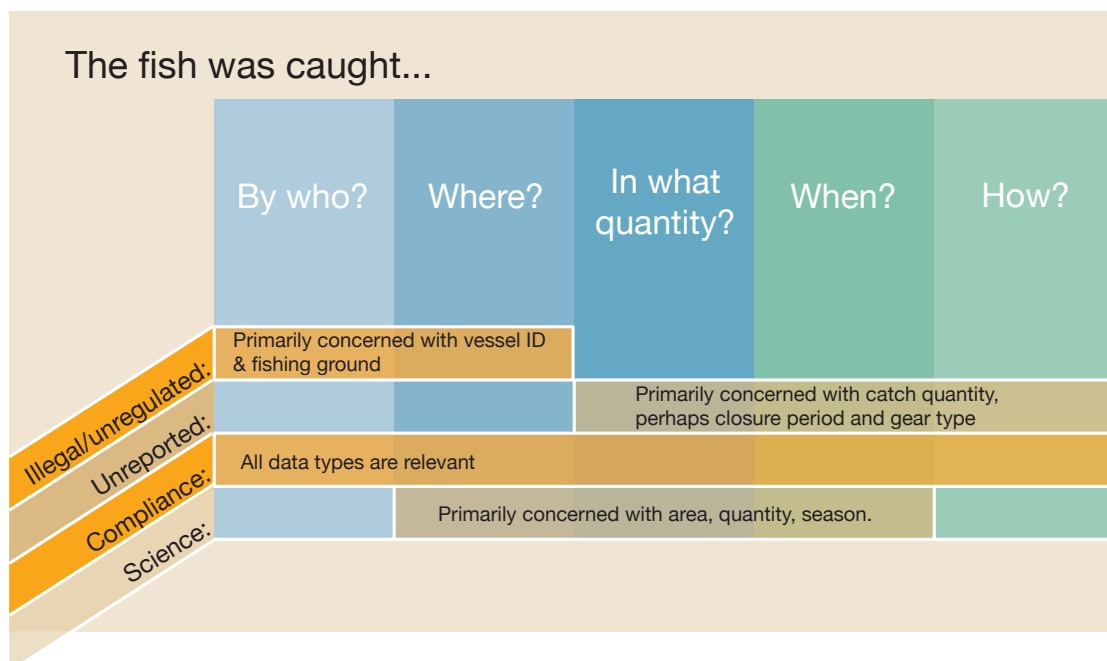 The fish was caught...
By who?
Where?
In what
quantity?
When?
How?
Illegal/unregulated:
Primarily concerned with vessel ID
& fishing ground
Unreported:
Primarily concerned with catch quantity,
perhaps closure period and gear type
Compliance:
All data types are relevant
Science:
Primarily concerned with area, quantity, season.